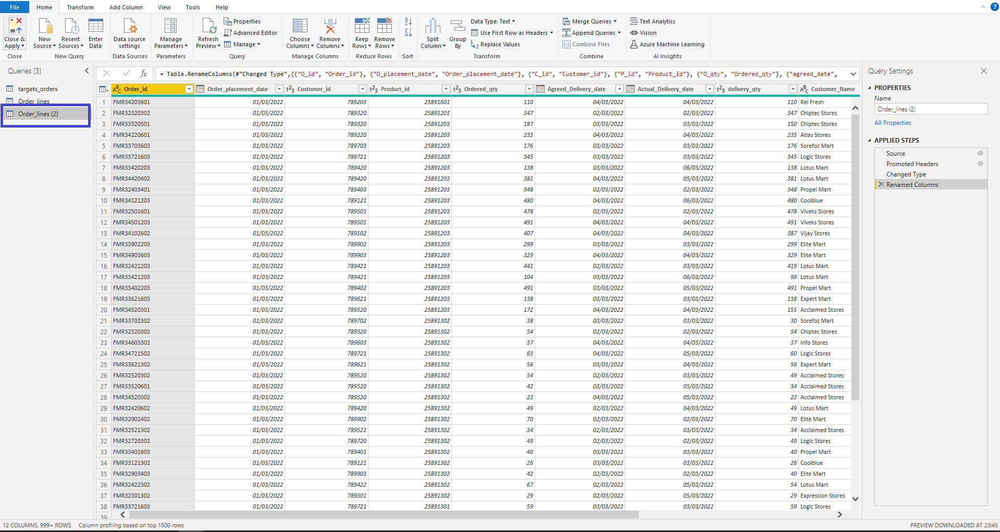 File Home Transform Add Column View Tools Help
Close & Apply
New Source
Recent Sources
Enter Data
Data source settings
Manage Parameters
Refresh Preview
Properties
Advanced Editor
Manage
Choose Columns
Remove Columns
Keep Rows
Remove Rows
Split Column
Group By
Data Type: Text
Use First Row as Headers
Replace Values
Merge Queries
Append Queries
Combine Files
Text Analytics
Vision
Azure Machine Learning
Close New Query Data Sources Parameters Query Manage Columns Reduce Rows Sort Transform Combine AI Insights
Queries [3]
targets_orders
Order_lines
Order_lines (2)
fx
= Table.RenameColumns(#"Changed Type",{{"O_id", "Order_id"}, {"O_placement_date", "Order_placement_date"}, {"C_id", "Customer_id"}, {"P_id", "Product_id"}, {"O_qty", "Ordered_qty"}, {"agreed_date",
Order_id Order_placement_date Customer_id Product_id Ordered_qty Agreed_Delivery_date Actual_Delivery_date delivery_qty Customer_Name
1 FMR34203601 01/03/2022 789203 25891601 110 04/03/2022 04/03/2022 110 Rel Fresh
2 FMR32320302 01/03/2022 789320 25891203 347 02/03/2022 02/03/2022 347 Chiptec Stores
3 FMR33320501 01/03/2022 789320 25891203 187 03/03/2022 03/03/2022 150 Chiptec Stores
4 FMR34220601 01/03/2022 789220 25891203 235 04/03/2022 04/03/2022 235 Atlas Stores
5 FMR33703603 01/03/2022 789703 25891203 176 03/03/2022 03/03/2022 176 Sorefoz Mart
6 FMR33721603 01/03/2022 789721 25891203 345 03/03/2022 03/03/2022 345 Logic Stores
7 FMR33420203 01/03/2022 789420 25891203 138 03/03/2022 06/03/2022 138 Lotus Mart
8 FMR34420402 01/03/2022 789420 25891203 381 04/03/2022 05/03/2022 381 Lotus Mart
9 FMR32403401 01/03/2022 789403 25891203 348 02/03/2022 02/03/2022 348 Propel Mart
10 FMR34121203 01/03/2022 789121 25891203 480 04/03/2022 06/03/2022 480 Coolblue
11 FMR32501601 01/03/2022 789501 25891203 478 02/03/2022 02/03/2022 478 Viveks Stores
12 FMR34501203 01/03/2022 789501 25891203 491 04/03/2022 04/03/2022 491 Viveks Stores
13 FMR34102602 01/03/2022 789102 25891203 407 04/03/2022 04/03/2022 387 Vijay Stores
14 FMR33902203 01/03/2022 789902 25891203 299 03/03/2022 03/03/2022 299 Elite Mart
15 FMR34903603 01/03/2022 789903 25891203 329 04/03/2022 04/03/2022 329 Elite Mart
16 FMR32421203 01/03/2022 789421 25891203 441 02/03/2022 03/03/2022 419 Lotus Mart
17 FMR33421203 01/03/2022 789421 25891203 104 03/03/2022 06/03/2022 99 Lotus Mart
18 FMR33402203 01/03/2022 789402 25891203 491 03/03/2022 05/03/2022 491 Propel Mart
19 FMR33621603 01/03/2022 789621 25891203 138 03/03/2022 03/03/2022 138 Expert Mart
20 FMR34520301 01/03/2022 789520 25891203 172 04/03/2022 04/03/2022 155 Acclaimed Stores
21 FMR33702302 01/03/2022 789702 25891302 38 03/03/2022 03/03/2022 30 Sorefoz Mart
22 FMR32320302 01/03/2022 789320 25891302 54 02/03/2022 02/03/2022 54 Chiptec Stores
23 FMR34603302 01/03/2022 789603 25891302 37 04/03/2022 04/03/2022 37 Info Stores
24 FMR34721502 01/03/2022 789721 25891302 63 04/03/2022 05/03/2022 60 Logic Stores
25 FMR33621302 01/03/2022 789621 25891302 56 03/03/2022 04/03/2022 56 Expert Mart
26 FMR32520302 01/03/2022 789520 25891302 54 02/03/2022 03/03/2022 49 Acclaimed Stores
27 FMR33520601 01/03/2022 789520 25891302 42 03/03/2022 05/03/2022 34 Acclaimed Stores
28 FMR34520302 01/03/2022 789520 25891302 23 04/03/2022 05/03/2022 22 Acclaimed Stores
29 FMR32420602 01/03/2022 789420 25891302 49 02/03/2022 04/03/2022 49 Lotus Mart
30 FMR32902402 01/03/2022 789902 25891302 70 02/03/2022 02/03/2022 70 Elite Mart
31 FMR32521302 01/03/2022 789521 25891302 34 02/03/2022 03/03/2022 34 Acclaimed Stores
32 FMR32720302 01/03/2022 789720 25891302 49 02/03/2022 02/03/2022 49 Logic Stores
33 FMR33401603 01/03/2022 789401 25891302 40 03/03/2022 03/03/2022 40 Propel Mart
34 FMR33121302 01/03/2022 789121 25891302 26 03/03/2022 03/03/2022 26 Coolblue
35 FMR32903403 01/03/2022 789903 25891302 42 02/03/2022 02/03/2022 40 Elite Mart
36 FMR32422302 01/03/2022 789422 25891302 67 02/03/2022 02/03/2022 54 Lotus Mart
37 FMR32301302 01/03/2022 789301 25891302 29 02/03/2022 05/03/2022 29 Expression Stores
38 FMR33721603 01/03/2022 789721 25891301 59 03/03/2022 03/03/2022 59 Logic Stores
39
Query Settings
PROPERTIES
Name
Order_lines (2)
All Properties
APPLIED STEPS
Source
Promoted Headers
Changed Type
Renamed Columns
12 COLUMNS, 999+ ROWS Column profiling based on top 1000 rows
PREVIEW DOWNLOADED AT 23:45